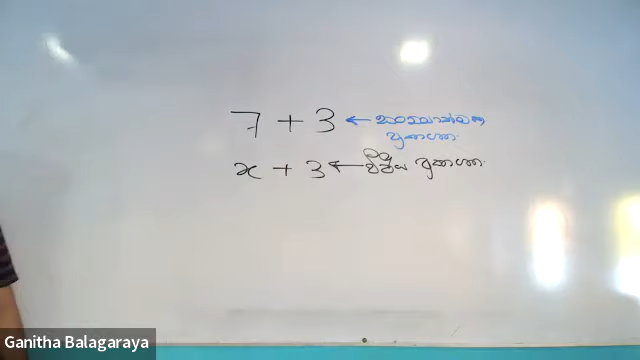 7 + 3 ← සංඛ්‍යාත්මක
ප්‍රකාශන
x + 3 ← වීජීය ප්‍රකාශන
Ganitha Balagaraya